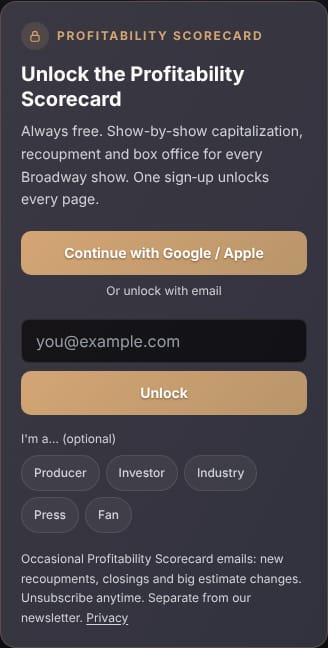 PROFITABILITY SCORECARD
Unlock the Profitability
Scorecard
Always free. Show-by-show capitalization,
recoupment and box office for every
Broadway show. One sign-up unlocks
every page.
Continue with Google / Apple
Or unlock with email
you@example.com
Unlock
I'm a... (optional)
Producer
Investor
Industry
Press
Fan
Occasional Profitability Scorecard emails: new
recoupments, closings and big estimate changes.
Unsubscribe anytime. Separate from our
newsletter. Privacy